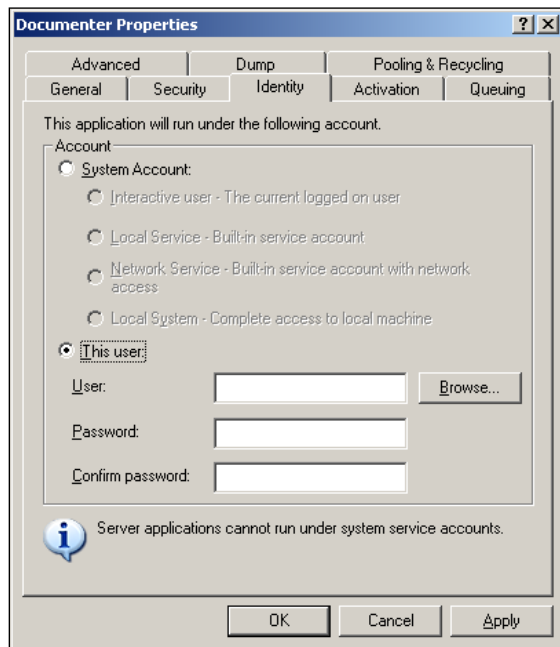 Documenter Properties
Advanced Dump Pooling & Recycling
General Security Identity Activation Queuing
This application will run under the following account.
Account
System Account:
Interactive user - The current logged on user
Local Service - Built-in service account
Network Service - Built-in service account with network
access
Local System - Complete access to local machine
This user:
User: Browse...
Password:
Confirm password:
Server applications cannot run under system service accounts.
OK Cancel Apply